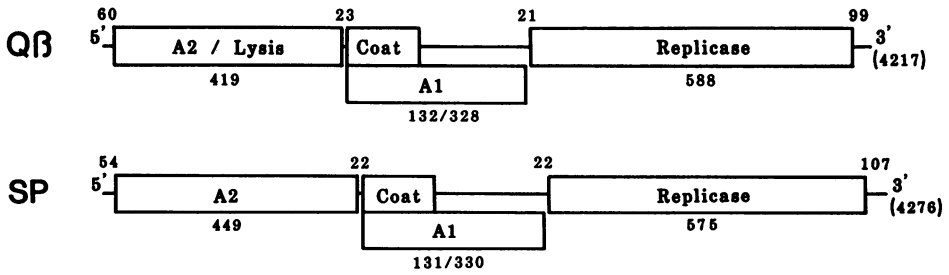 60 23 21 99
Qß 5' A2 / Lysis Coat Replicase 3'
(4217)
419 A1 588
132/328
54 22 22 107
SP 5' A2 Coat Replicase 3'
(4276)
449 A1 575
131/330